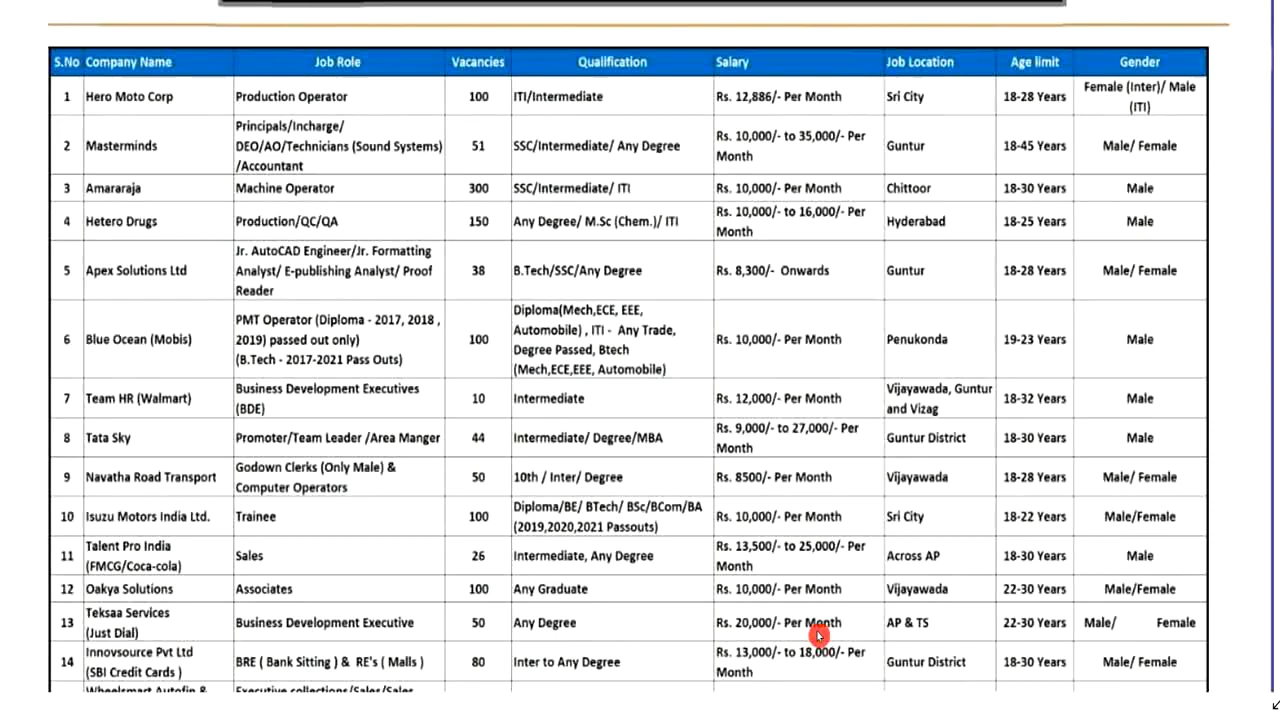 S.No Company Name Job Role Vacancies Qualification Salary Job Location Age limit Gender
1 Hero Moto Corp Production Operator 100 ITI/Intermediate Rs. 12,886/- Per Month Sri City 18-28 Years Female (Inter)/ Male
(ITI)
Principals/Incharge/
2 Masterminds DEO/AO/Technicians (Sound Systems) 51 SSC/Intermediate/ Any Degree Rs. 10,000/- to 35,000/- Per Guntur 18-45 Years Male/ Female
/Accountant Month
3 Amararaja Machine Operator 300 SSC/Intermediate/ ITI Rs. 10,000/- Per Month Chittoor 18-30 Years Male
4 Hetero Drugs Production/QC/QA 150 Any Degree/ M.Sc (Chem.)/ ITI Rs. 10,000/- to 16,000/- Per Hyderabad 18-25 Years Male
Month
Jr. AutoCAD Engineer/Jr. Formatting
5 Apex Solutions Ltd Analyst/ E-publishing Analyst/ Proof 38 B.Tech/SSC/Any Degree Rs. 8,300/- Onwards Guntur 18-28 Years Male/ Female
Reader
Diploma(Mech,ECE, EEE,
PMT Operator (Diploma - 2017, 2018 , Automobile) , ITI - Any Trade,
6 Blue Ocean (Mobis) 2019) passed out only) 100 Degree Passed, Btech Rs. 10,000/- Per Month Penukonda 19-23 Years Male
(B.Tech - 2017-2021 Pass Outs) (Mech,ECE,EEE, Automobile)
7 Team HR (Walmart) Business Development Executives 10 Intermediate Rs. 12,000/- Per Month Vijayawada, Guntur 18-32 Years Male
(BDE) and Vizag
8 Tata Sky Promoter/Team Leader /Area Manger 44 Intermediate/ Degree/MBA Rs. 9,000/- to 27,000/- Per Guntur District 18-30 Years Male
Month
9 Navatha Road Transport Godown Clerks (Only Male) & 50 10th / Inter/ Degree Rs. 8500/- Per Month Vijayawada 18-28 Years Male/ Female
Computer Operators
10 Isuzu Motors India Ltd. Trainee 100 Diploma/BE/ BTech/ BSc/BCom/BA Rs. 10,000/- Per Month Sri City 18-22 Years Male/Female
(2019,2020,2021 Passouts)
11 Talent Pro India Sales 26 Intermediate, Any Degree Rs. 13,500/- to 25,000/- Per Across AP 18-30 Years Male
(FMCG/Coca-cola) Month
12 Oakya Solutions Associates 100 Any Graduate Rs. 10,000/- Per Month Vijayawada 22-30 Years Male/Female
13 Teksaa Services Business Development Executive 50 Any Degree Rs. 20,000/- Per Month AP & TS 22-30 Years Male/ Female
(Just Dial)
14 Innovsource Pvt Ltd BRE ( Bank Sitting ) & RE's ( Malls ) 80 Inter to Any Degree Rs. 13,000/- to 18,000/- Per Guntur District 18-30 Years Male/ Female
(SBI Credit Cards ) Month
Wheelsmart Autofin & Executive collections/Sales/Sales